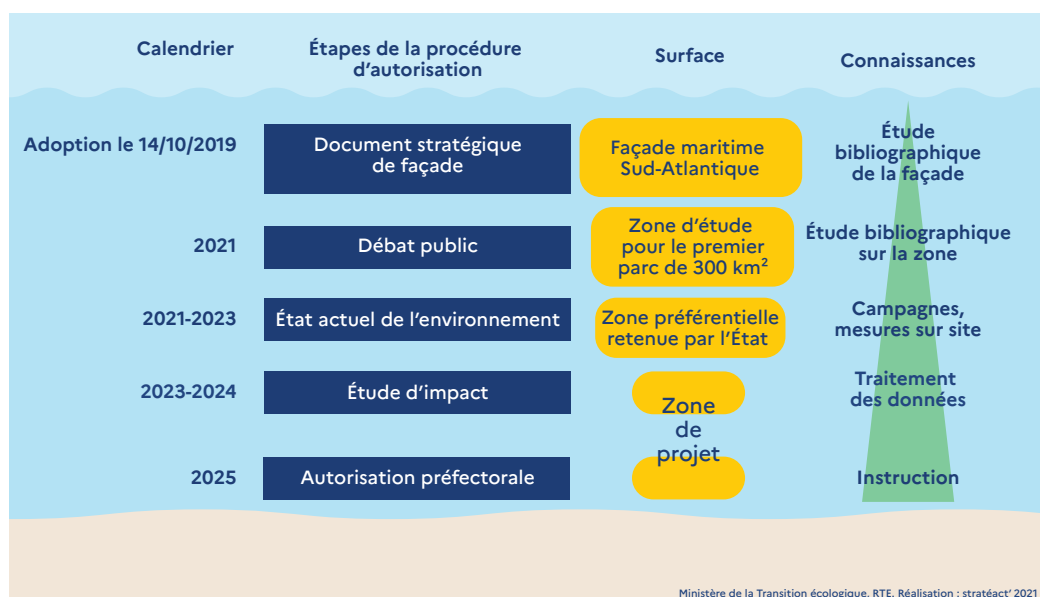 Calendrier
Étapes de la procédure
d'autorisation
Surface
Connaissances
Adoption le 14/10/2019
Document stratégique
de façade
Façade maritime
Sud-Atlantique
Étude
bibliographique
de la façade
2021
Débat public
Zone d'étude
pour le premier
parc de 300 km²
Étude bibliographique
sur la zone
2021-2023
État actuel de l'environnement
Zone préférentielle
retenue par l'État
Campagnes,
mesures sur site
2023-2024
Étude d'impact
Zone
de
projet
Traitement
des données
2025
Autorisation préfectorale
Instruction
Ministère de la Transition écologique, RTE. Réalisation : stratéact' 2021